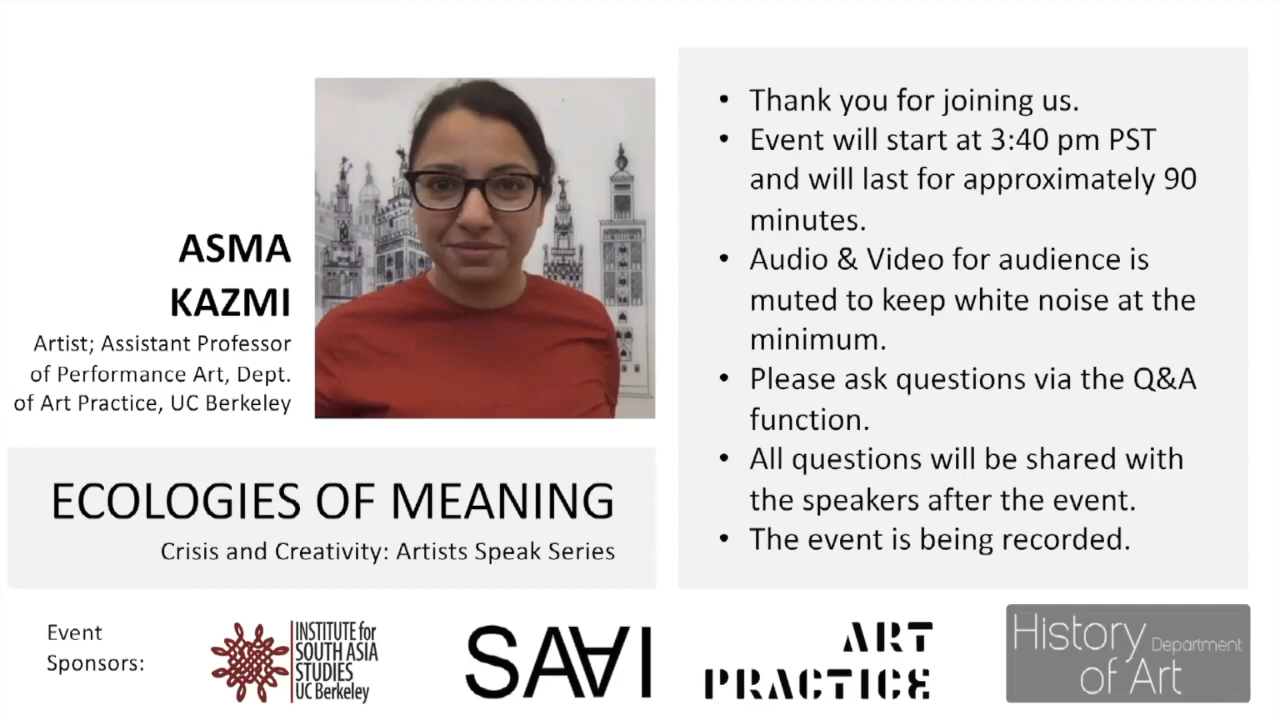 ASMA
KAZMI
Artist; Assistant Professor
of Performance Art, Dept.
of Art Practice, UC Berkeley
ECOLOGIES OF MEANING
Crisis and Creativity: Artists Speak Series
• Thank you for joining us.
• Event will start at 3:40 pm PST
and will last for approximately 90
minutes.
• Audio & Video for audience is
muted to keep white noise at the
minimum.
• Please ask questions via the Q&A
function.
• All questions will be shared with
the speakers after the event.
• The event is being recorded.
Event
Sponsors:
INSTITUTE for
SOUTH ASIA
STUDIES
UC Berkeley
SAAI
ART
PRACTICE
History
Department
of Art